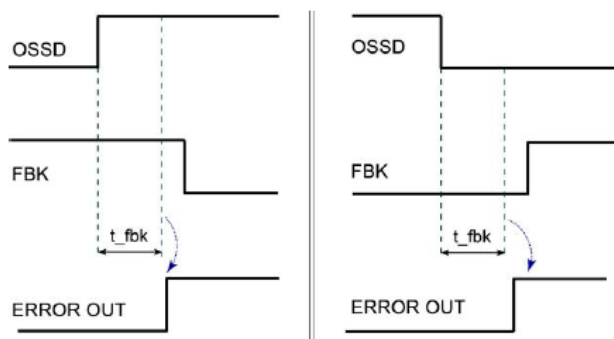 OSSD
FBK
t_fbk
ERROR OUT
OSSD
FBK
t_fbk
ERROR OUT